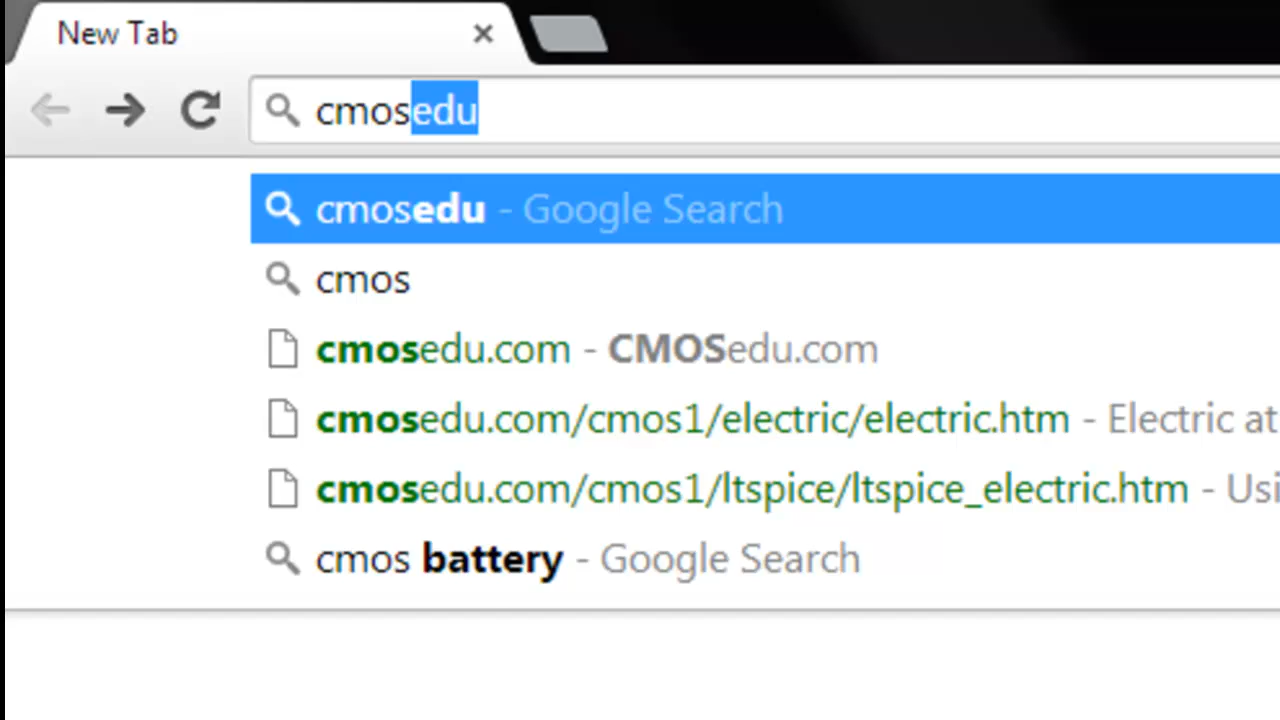 New Tab
cmosedu
cmosedu - Google Search
cmos
cmosedu.com - CMOSedu.com
cmosedu.com/cmos1/electric/electric.htm - Electric at
cmosedu.com/cmos1/ltspice/ltspice_electric.htm - Usi
cmos battery - Google Search